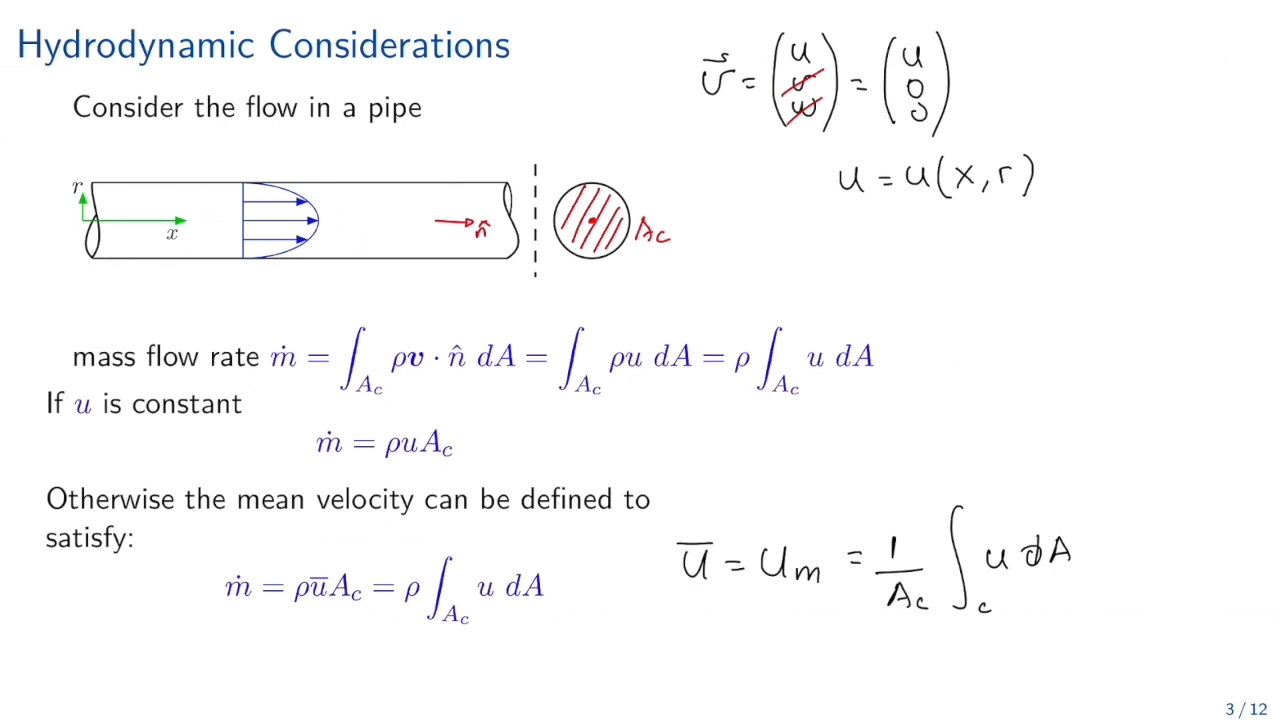 Hydrodynamic Considerations
Consider the flow in a pipe
v⃗ = (u v w) = (u 0 0)
u = u(x, r)
r
x
n̂
Ac
mass flow rate ṁ = ∫_{A_c} ρv · n̂ dA = ∫_{A_c} ρu dA = ρ ∫_{A_c} u dA
If u is constant
ṁ = ρuA_c
Otherwise the mean velocity can be defined to
satisfy:
ṁ = ρu̅A_c = ρ ∫_{A_c} u dA
u̅ = u_m = 1/A_c ∫_c u dA
3 / 12